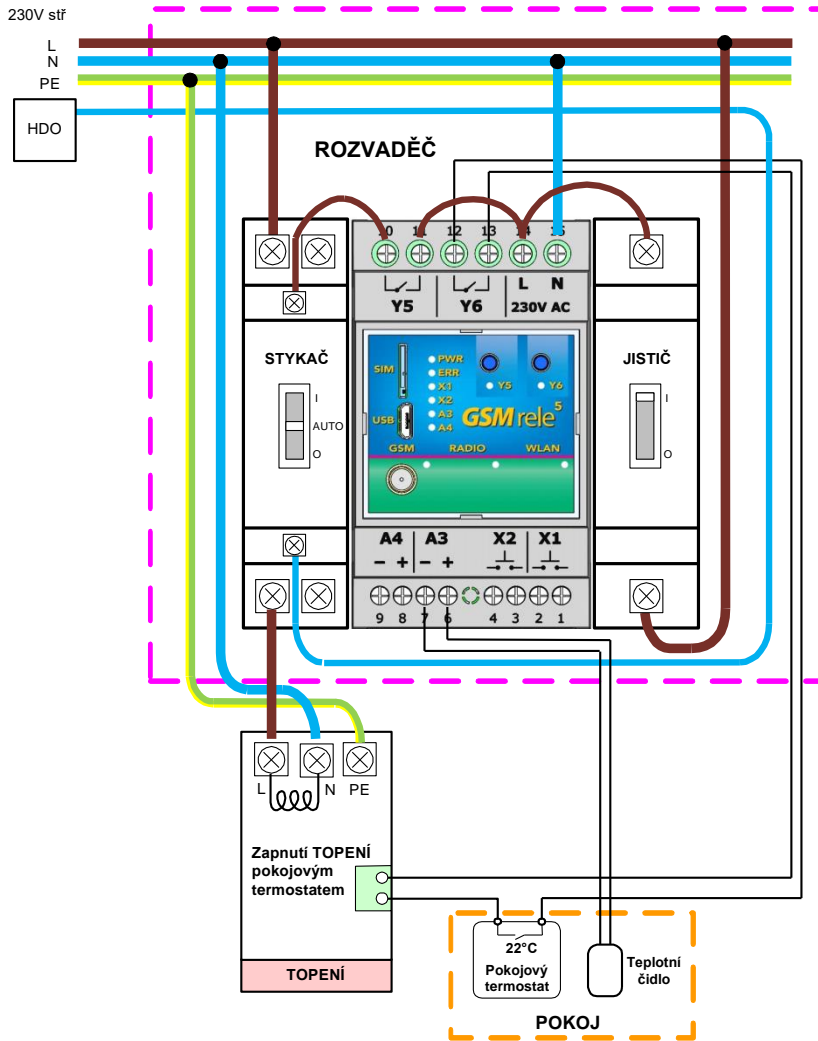 230V stř
L
N
PE
HDO
ROZVADĚČ
10 11 12 13 14 15
Y5 Y6 L N
230V AC
STYKAČ
I
AUTO
O
JISTIČ
I
O
SIM
USB
PWR
ERR
X1
X2
A3
A4
Y5 Y6
GSM rele 5
GSM RADIO WLAN
A4 A3 X2 X1
− + − +
9 8 7 6 4 3 2 1
L N PE
Zapnutí TOPENÍ
pokojovým
termostatem
TOPENÍ
22°C
Pokojový
termostat
Teplotní
čidlo
POKOJ